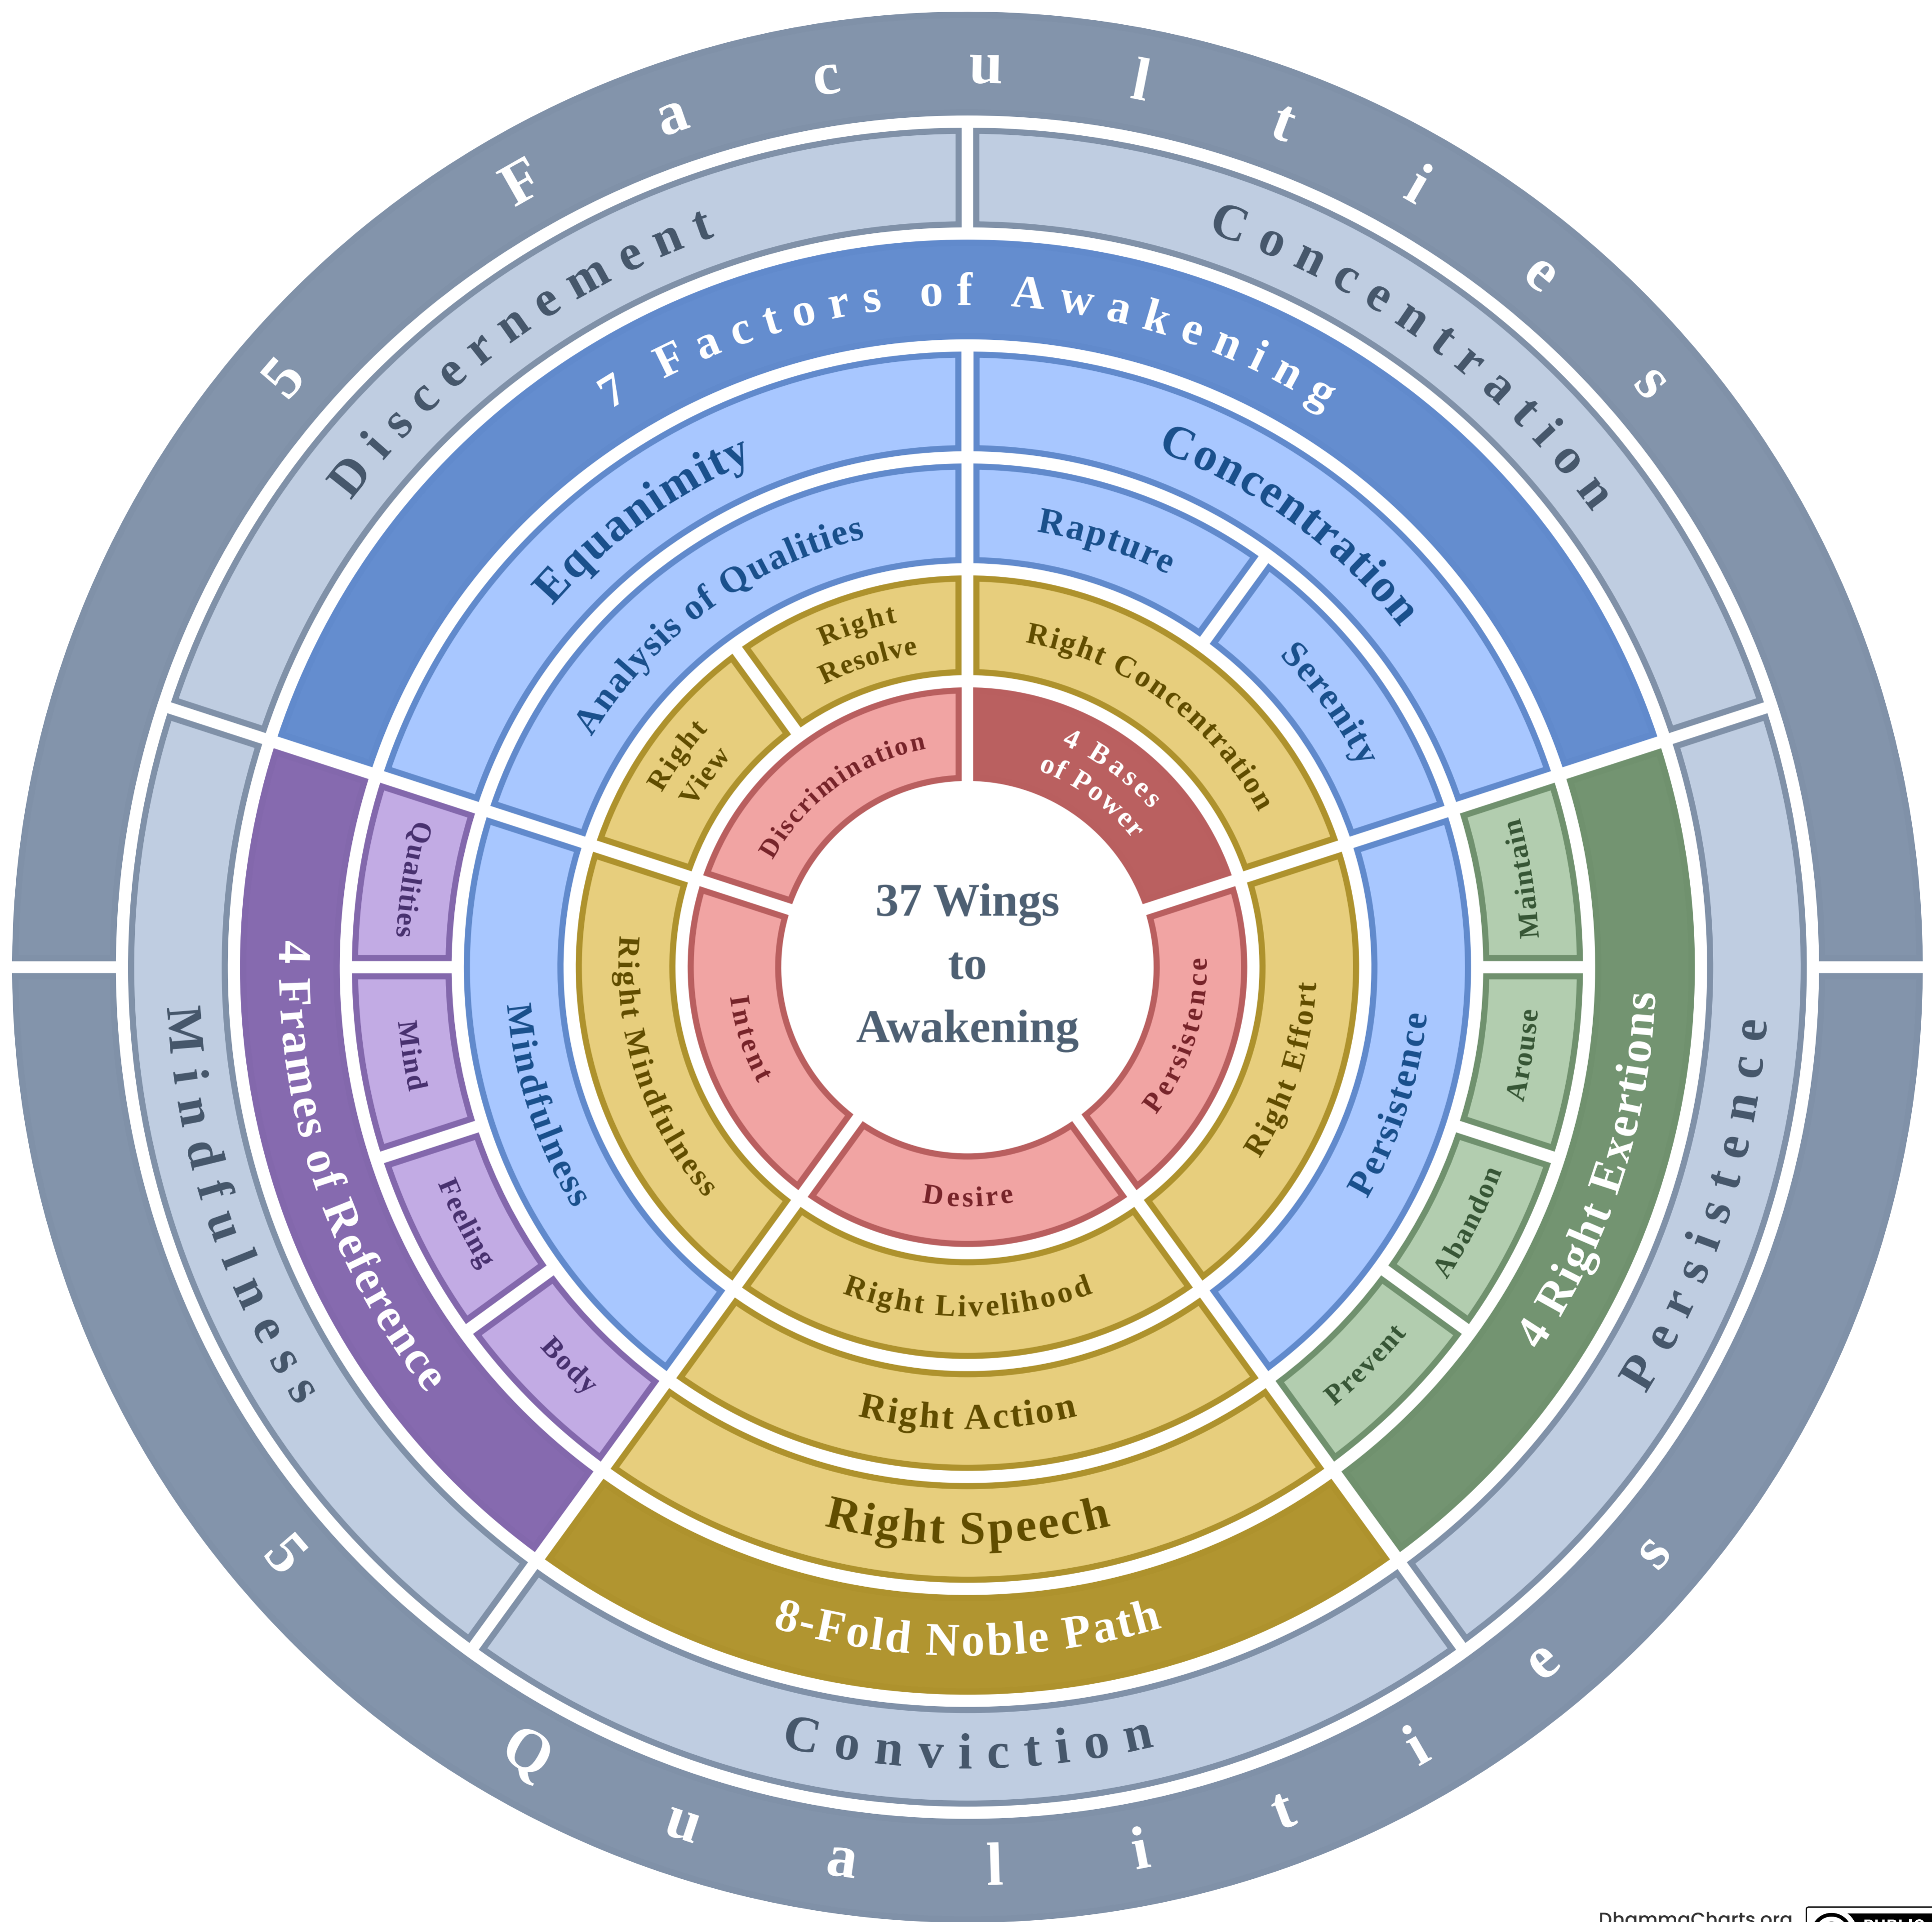 5 Faculties
Discernement
Concentration
7 Factors of Awakening
Equanimity
Concentration
Analysis of Qualities
Rapture
Serenity
Right
Resolve
Right
View
Right Concentration
Discrimination
4 Bases
of Power
37 Wings
to
Awakening
Intent
Persistence
Desire
Right Mindfulness
Right Effort
Mindfulness
Persistence
Qualities
Mind
Feeling
Body
Maintain
Arouse
Abandon
Prevent
4 Frames of Reference
4 Right Exertions
Mindfulness
Persistence
Right Livelihood
Right Action
Right Speech
8-Fold Noble Path
Conviction
5 Qualities
DhammaCharts.org